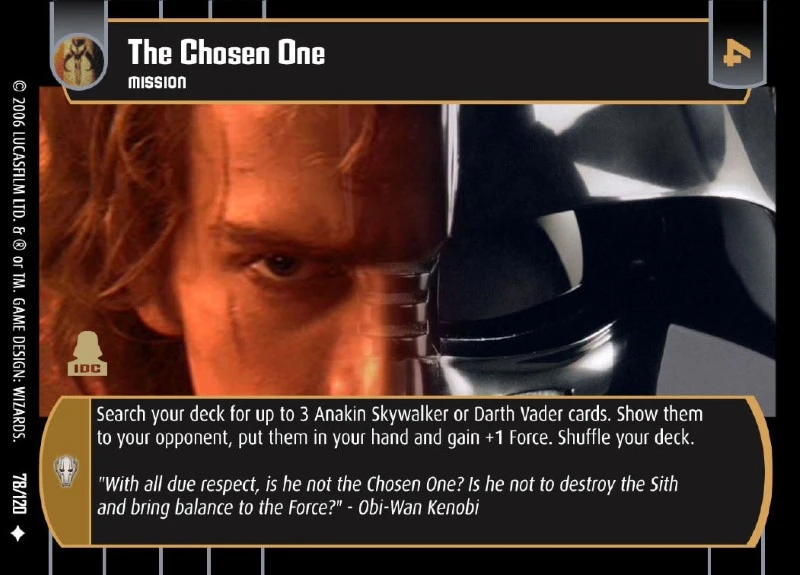 The Chosen One
MISSION
4
© 2006 LUCASFILM LTD. & ® or TM. GAME DESIGN: WIZARDS.
78/120
IDC
Search your deck for up to 3 Anakin Skywalker or Darth Vader cards. Show them
to your opponent, put them in your hand and gain +1 Force. Shuffle your deck.
"With all due respect, is he not the Chosen One? Is he not to destroy the Sith
and bring balance to the Force?" - Obi-Wan Kenobi